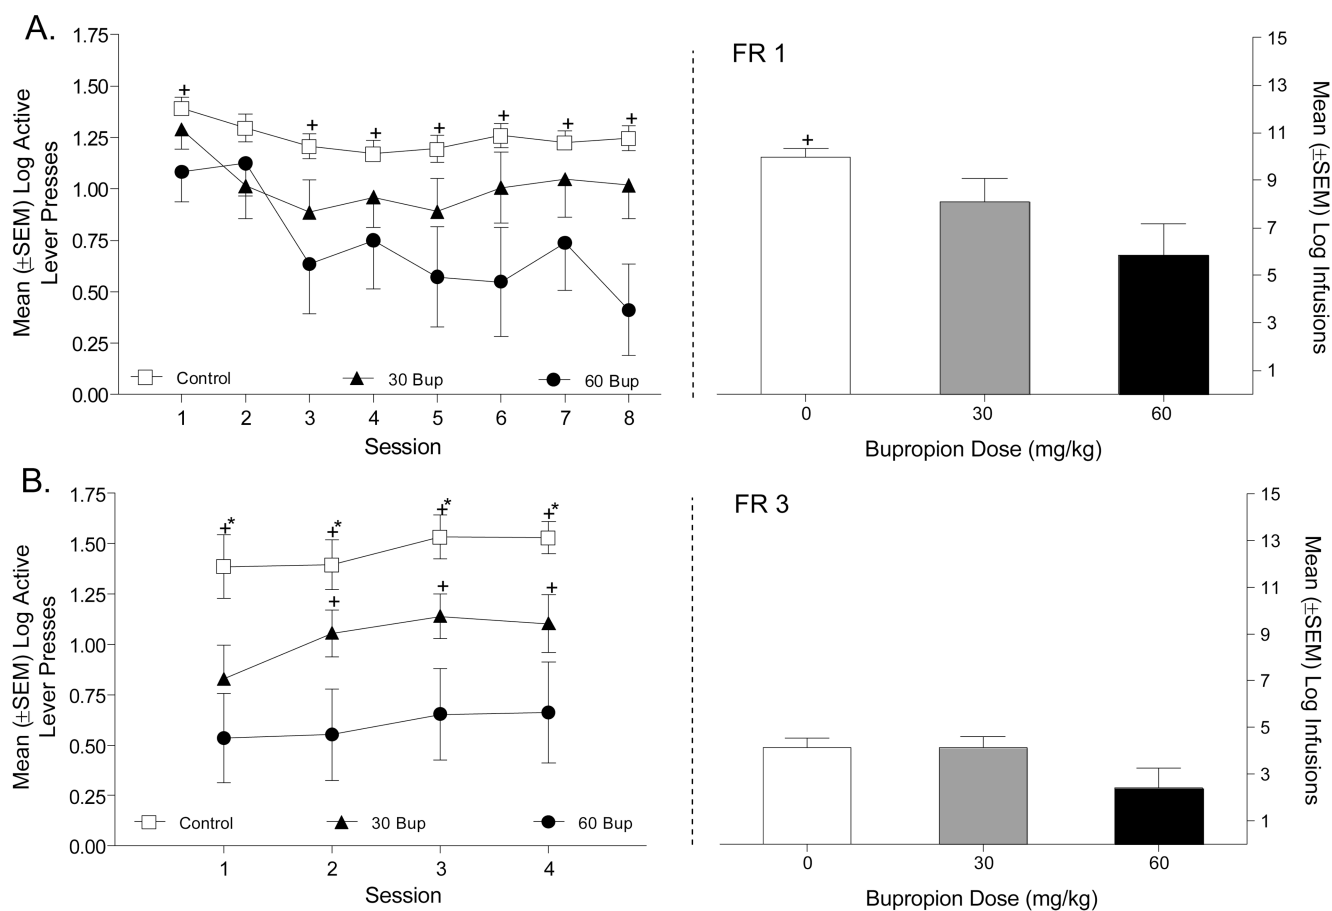 A.
Mean (±SEM) Log Active
Lever Presses
1.75
1.50
1.25
1.00
0.75
0.50
0.25
0.00
+ + + + + + +
Control 30 Bup 60 Bup
1 2 3 4 5 6 7 8
Session
FR 1
+
15
13
11
9
7
5
3
1
Mean (±SEM) Log Infusions
0 30 60
Bupropion Dose (mg/kg)
B.
Mean (±SEM) Log Active
Lever Presses
1.75
1.50
1.25
1.00
0.75
0.50
0.25
0.00
+* +* +* +*
+ + +
Control 30 Bup 60 Bup
1 2 3 4
Session
FR 3
15
13
11
9
7
5
3
1
Mean (±SEM) Log Infusions
0 30 60
Bupropion Dose (mg/kg)